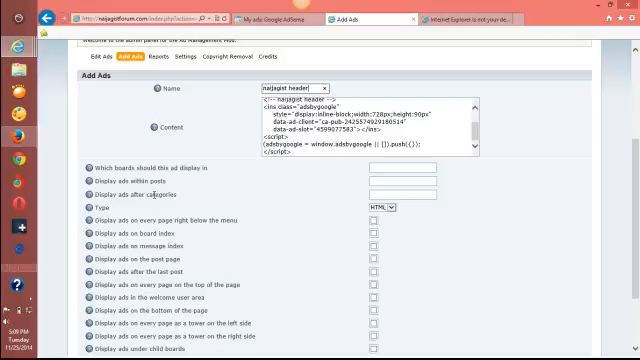 http://naijagistforum.com/index.php?action=
My ads: Google AdSense
Add Ads
Internet Explorer is not your de...
Welcome to the admin panel for the Ad Management Mod.
Edit Ads
Add Ads
Reports
Settings
Copyright Removal
Credits
Add Ads
Name
naijagist header
Content
<!-- naijagist header -->
<ins class="adsbygoogle"
style="display:inline-block;width:728px;height:90px"
data-ad-client="ca-pub-2425574929180514"
data-ad-slot="4599077583"></ins>
<script>
(adsbygoogle = window.adsbygoogle || []).push({});
</script>
Which boards should this ad display in
Display ads within posts
Display ads after categories
Type
HTML
Display ads on every page right below the menu
Display ads on board index
Display ads on message index
Display ads on the post page
Display ads after the last post
Display ads on every page on the top of the page
Display ads in the welcome user area
Display ads on the bottom of the page
Display ads on every page as a tower on the left side
Display ads on every page as a tower on the right side
Display ads under child boards
5:09 PM
Tuesday
11/25/2014